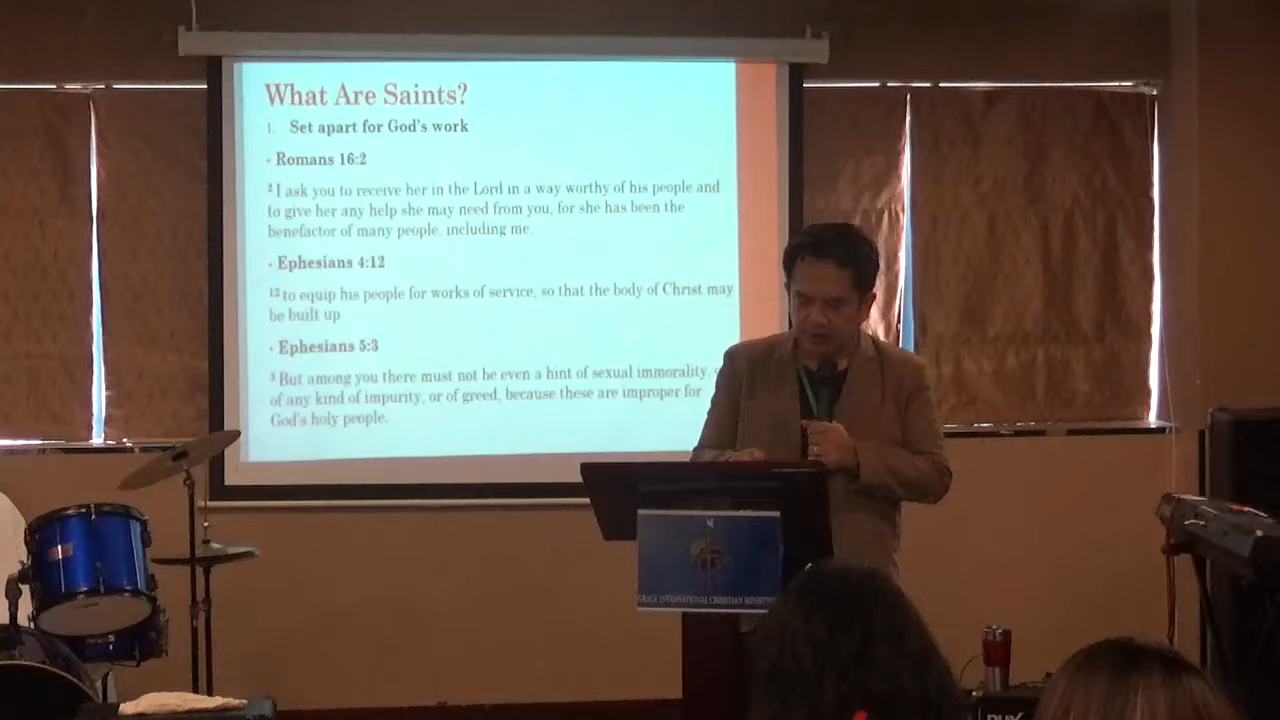 What Are Saints?
1. Set apart for God's work
• Romans 16:2
2 I ask you to receive her in the Lord in a way worthy of his people and
to give her any help she may need from you, for she has been the
benefactor of many people, including me.
• Ephesians 4:12
12 to equip his people for works of service, so that the body of Christ may
be built up
• Ephesians 5:3
3 But among you there must not be even a hint of sexual immorality,
of any kind of impurity, or of greed, because these are improper for
God's holy people.
GRACE INTERNATIONAL CHRISTIAN